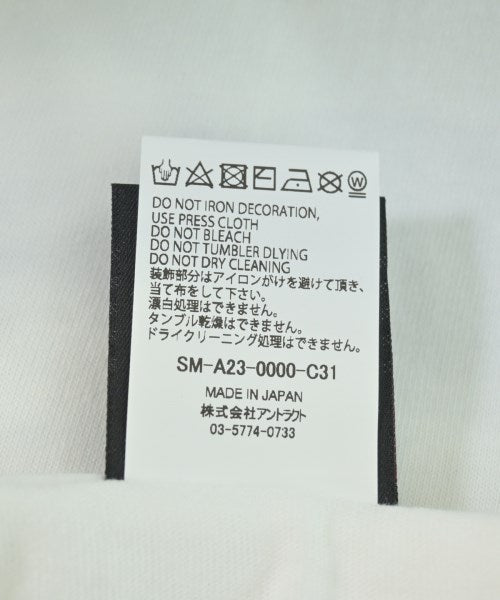 W
DO NOT IRON DECORATION,
USE PRESS CLOTH
DO NOT BLEACH
DO NOT TUMBLER DLYING
DO NOT DRY CLEANING
装飾部分はアイロンがけを避けて頂き、
当て布をして下さい。
漂白処理はできません。
タンブル乾燥はできません。
ドライクリーニング処理はできません。
SM-A23-0000-C31
MADE IN JAPAN
株式会社アントラクト
03-5774-0733